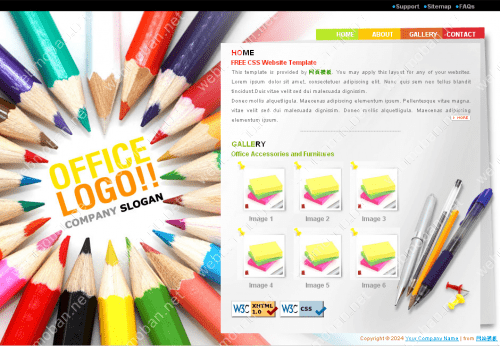 Support Sitemap FAQs
HOME ABOUT GALLERY CONTACT
HOME
FREE CSS Website Template
This template is provided by 网页模板. You may apply this layout for any of your websites.
Lorem ipsum dolor sit amet, consectetuer adipiscing elit. Nunc quis sem nec tellus blandit
tincidunt. Duis vitae velit sed dui malesuada dignissim.
Donec mollis aliquet ligula. Maecenas adipiscing elementum ipsum. Pellentesque vitae magna.
vitae velit sed dui malesuada dignissim. Donec mollis aliquet ligula. Maecenas adipiscing
elementum ipsum.
MORE
GALLERY
Office Accessories and Furnitures
Image 1 Image 2 Image 3
Image 4 Image 5 Image 6
OFFICE
LOGO!!
COMPANY SLOGAN
W3C XHTML 1.0
W3C CSS
Copyright © 2024 Your Company Name | from 网页模板